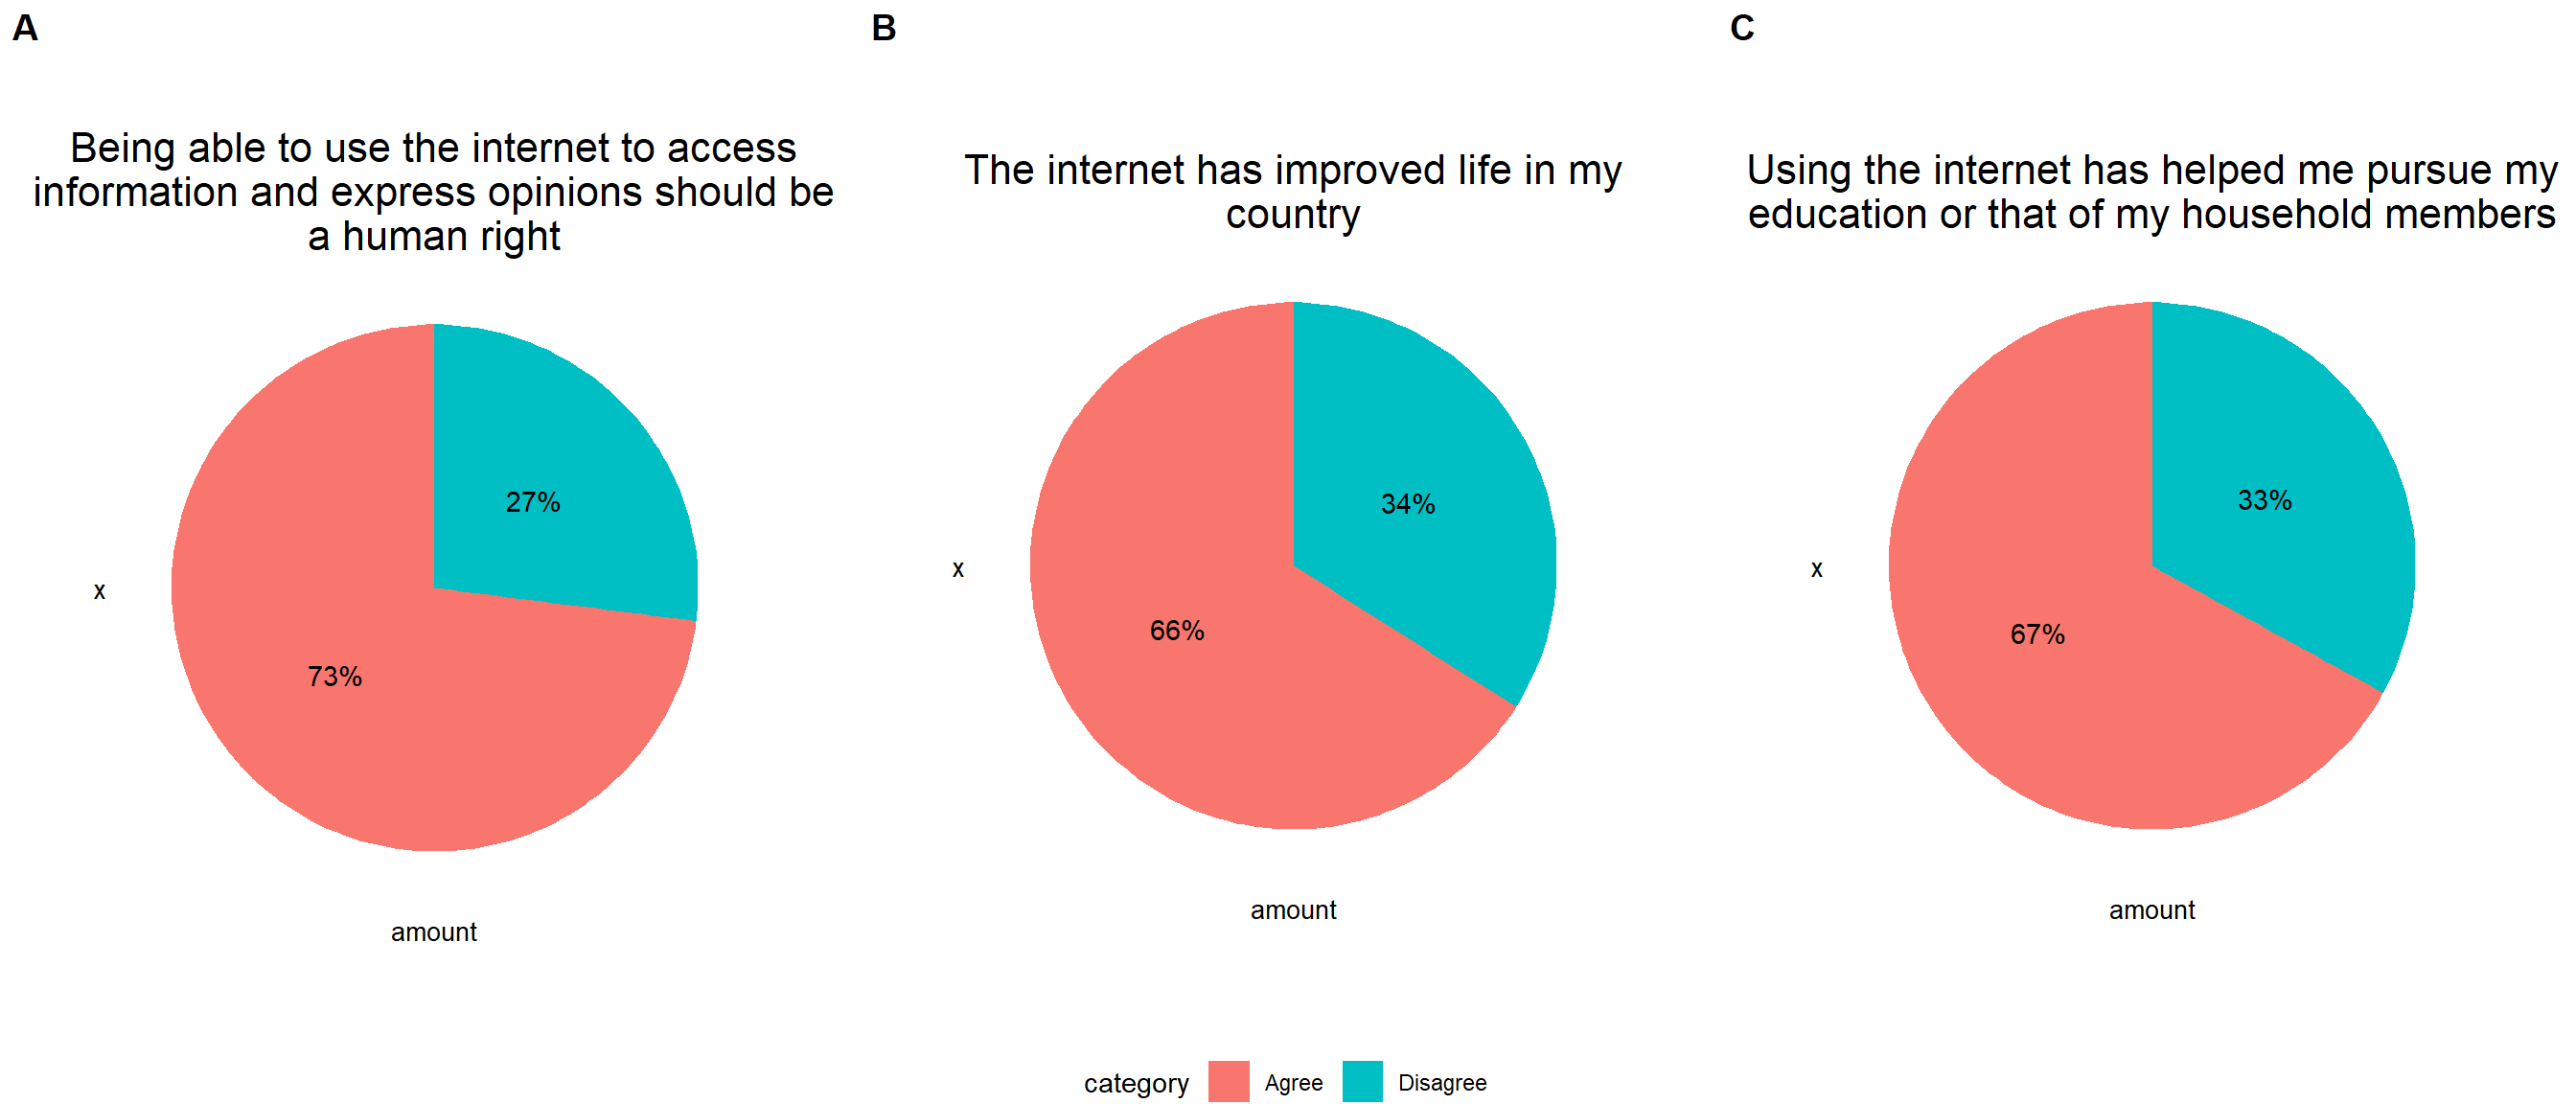 A
Being able to use the internet to access
information and express opinions should be
a human right
27%
73%
x
amount
B
The internet has improved life in my
country
34%
66%
x
amount
C
Using the internet has helped me pursue my
education or that of my household members
33%
67%
x
amount
category Agree Disagree